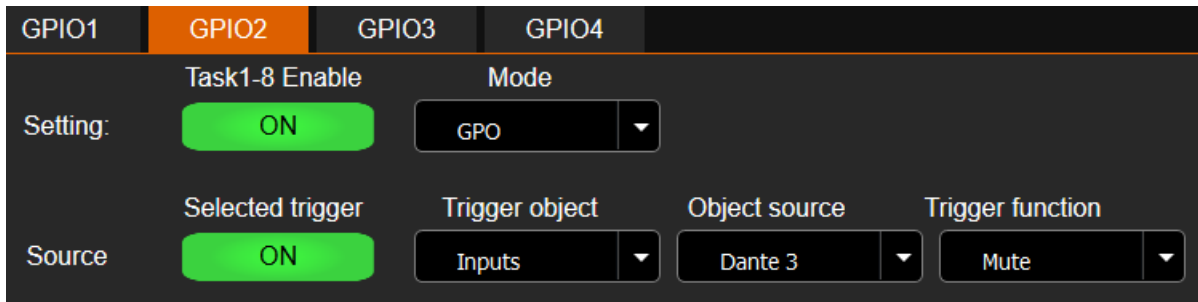 GPIO1 GPIO2 GPIO3 GPIO4
Task1-8 Enable Mode
Setting: ON GPO
Selected trigger Trigger object Object source Trigger function
Source ON Inputs Dante 3 Mute